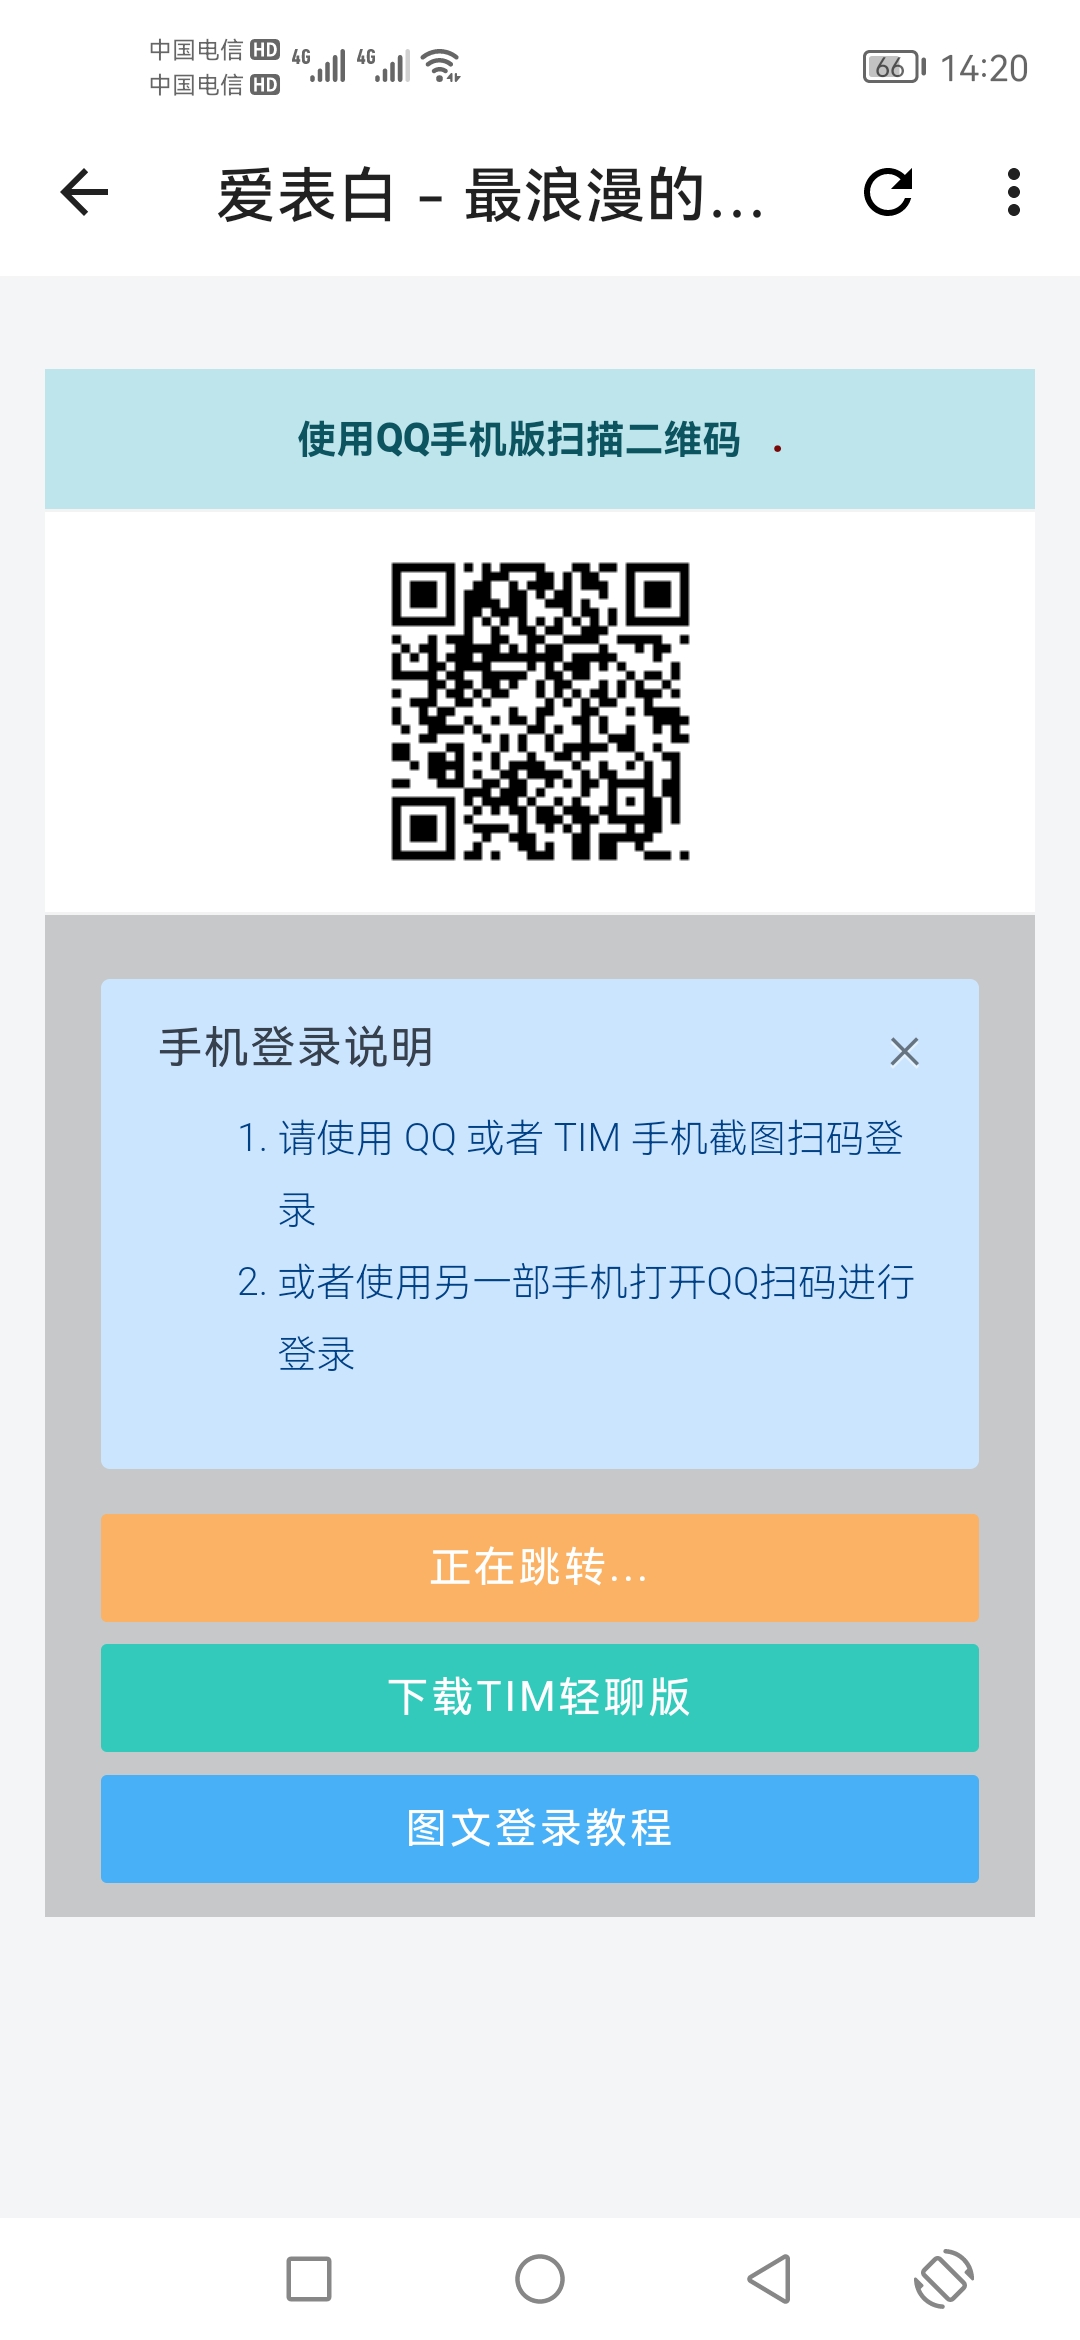 中国电信 HD 4G 4G 66 14:20
中国电信 HD
爱表白 - 最浪漫的...
使用QQ手机版扫描二维码 .
手机登录说明
1. 请使用 QQ 或者 TIM 手机截图扫码登
录
2. 或者使用另一部手机打开QQ扫码进行
登录
正在跳转...
下载TIM轻聊版
图文登录教程